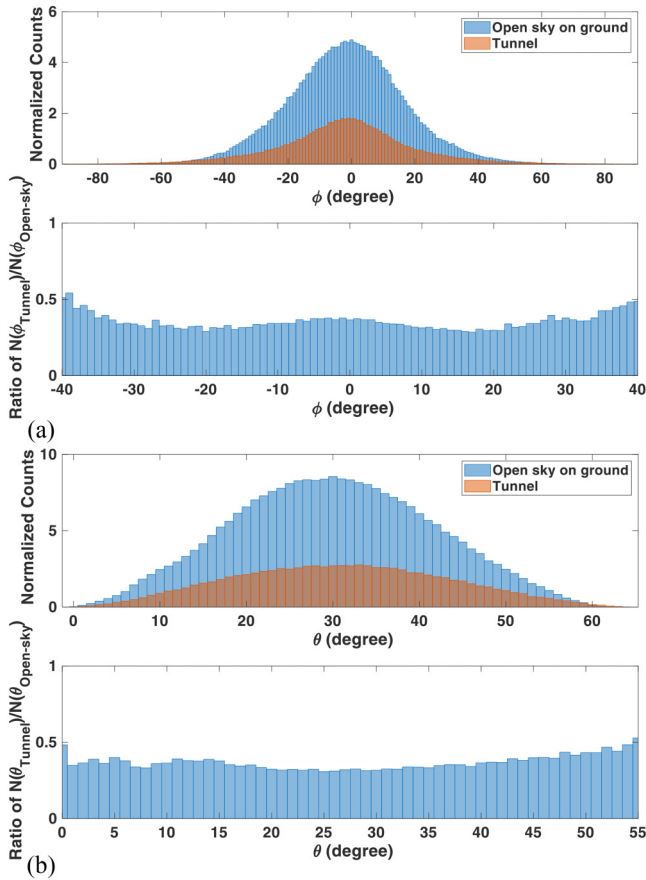 6
4
2
0
Normalized Counts
Open sky on ground
Tunnel
-80 -60 -40 -20 0 20 40 60 80
ϕ (degree)
1
0.5
0
Ratio of N(ϕTunnel)/N(ϕOpen-sky)
-40 -30 -20 -10 0 10 20 30 40
ϕ (degree)
(a)
10
5
0
Normalized Counts
Open sky on ground
Tunnel
0 10 20 30 40 50 60
θ (degree)
1
0.5
0
Ratio of N(θTunnel)/N(θOpen-sky)
0 5 10 15 20 25 30 35 40 45 50 55
θ (degree)
(b)